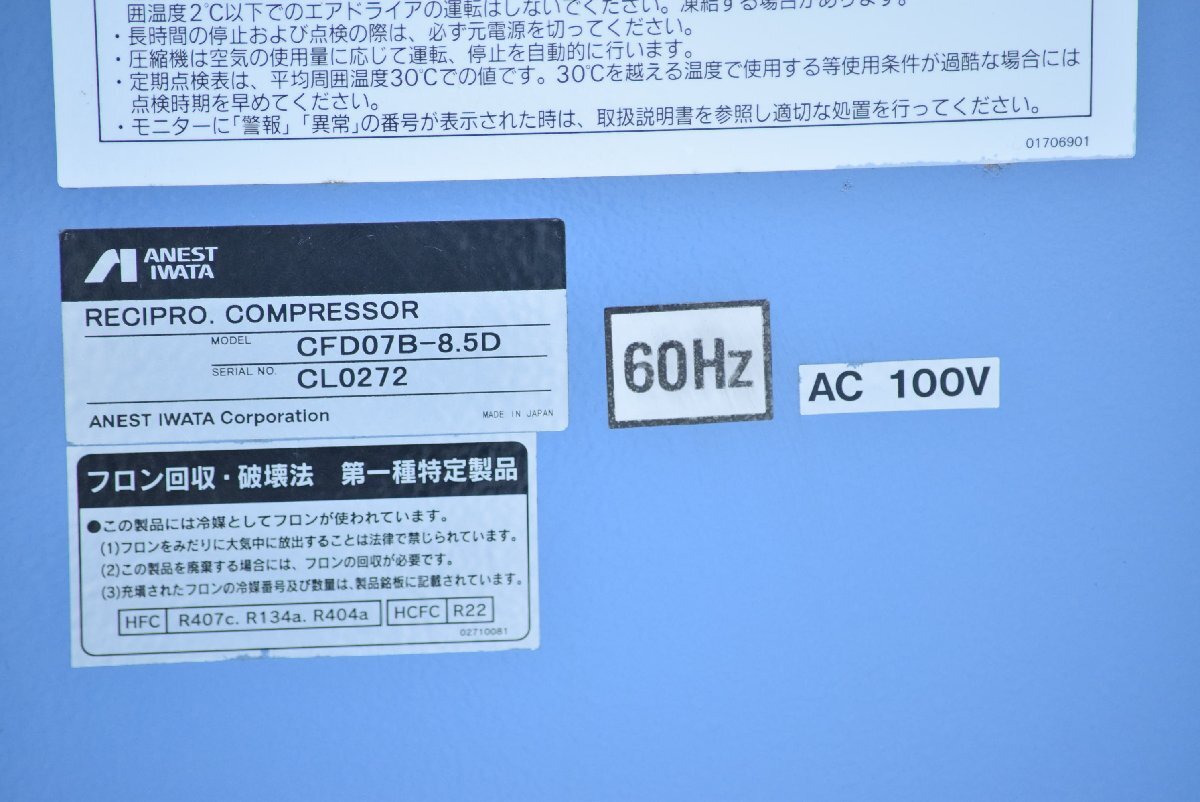 囲温度2℃以下でのエアドライアの運転はしないでください。凍結する場合があります。
・長時間の停止および点検の際は、必ず元電源を切ってください。
・圧縮機は空気の使用量に応じて運転、停止を自動的に行います。
・定期点検表は、平均周囲温度30℃での値です。30℃を越える温度で使用する等使用条件が過酷な場合には
点検時期を早めてください。
・モニターに「警報」「異常」の番号が表示された時は、取扱説明書を参照し適切な処置を行ってください。
01706901
ANEST
IWATA
RECIPRO. COMPRESSOR
MODEL CFD07B-8.5D
SERIAL NO. CL0272
ANEST IWATA Corporation MADE IN JAPAN
60Hz
AC 100V
フロン回収・破壊法 第一種特定製品
●この製品には冷媒としてフロンが使われています。
(1)フロンをみだりに大気中に放出することは法律で禁じられています。
(2)この製品を廃棄する場合には、フロンの回収が必要です。
(3)充填されたフロンの冷媒番号及び数量は、製品銘板に記載されています。
HFC R407c. R134a. R404a HCFC R22
02710081